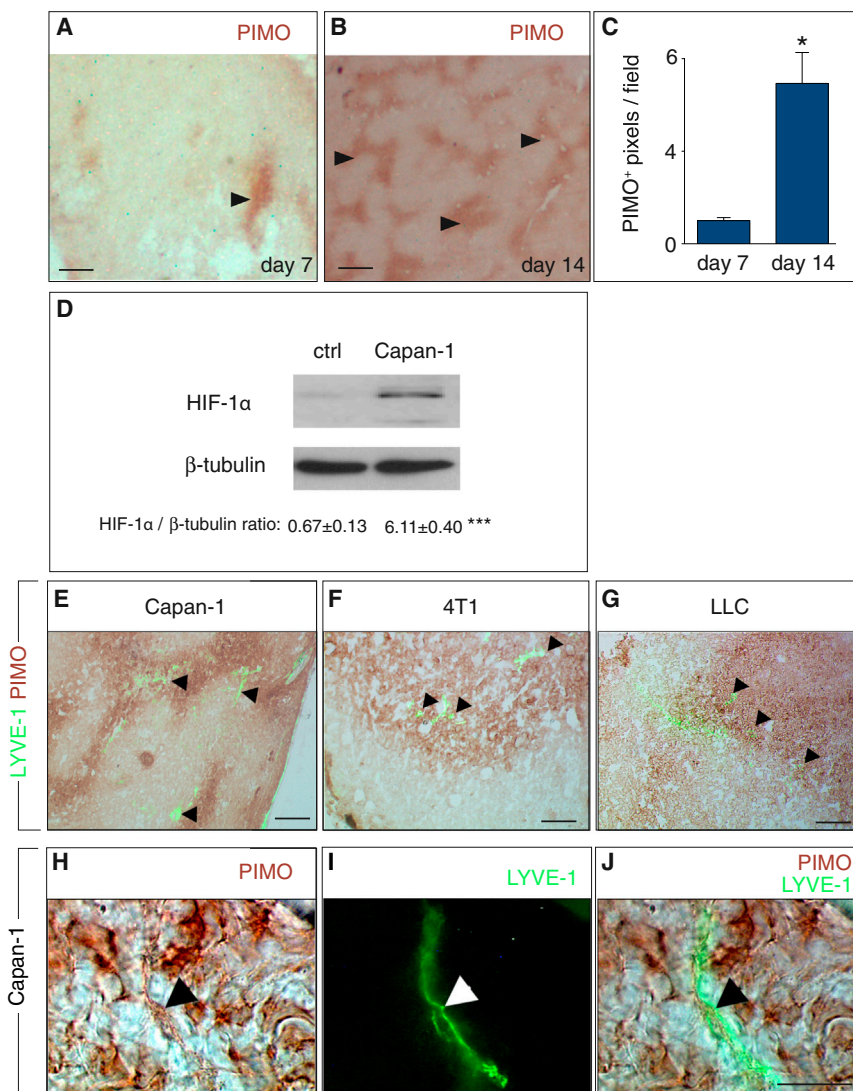 A PIMO
day 7
B PIMO
day 14
C
PIMO⁺ pixels / field
6
4
0
*
day 7 day 14
D
ctrl Capan-1
HIF-1α
β-tubulin
HIF-1α / β-tubulin ratio: 0.67±0.13 6.11±0.40 ***
LYVE-1 PIMO
E Capan-1
F 4T1
G LLC
Capan-1
H PIMO
I LYVE-1
J PIMO
LYVE-1